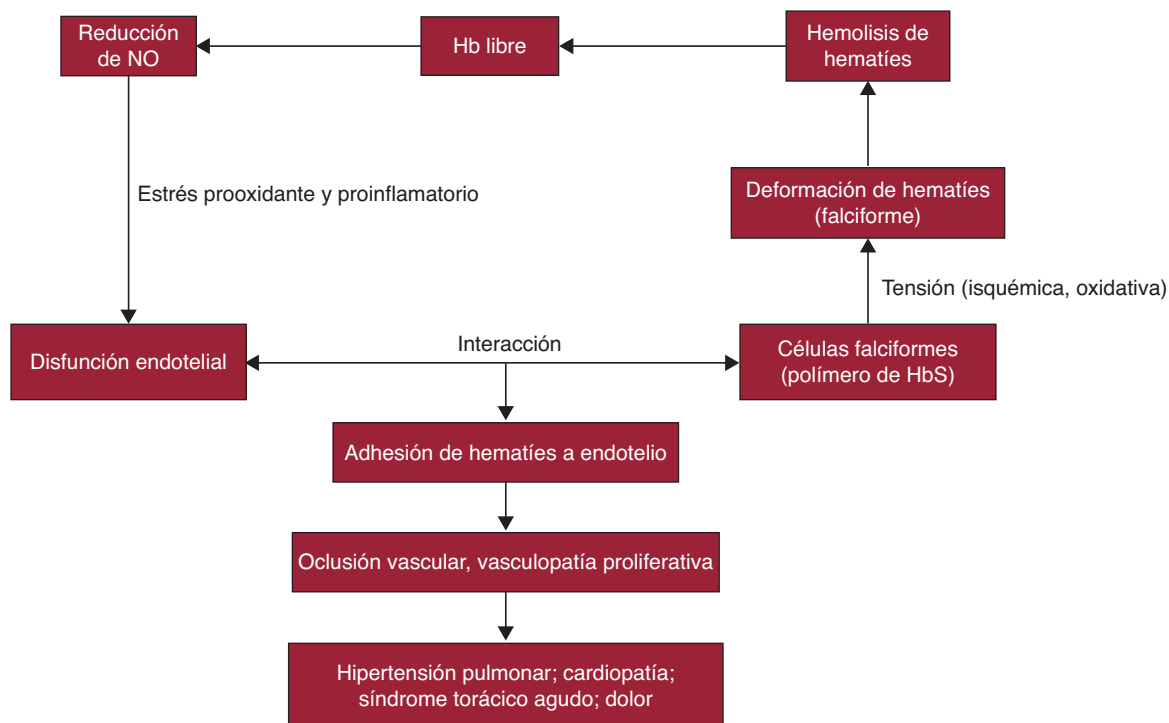 Reducción
de NO
Hb libre
Hemolisis de
hematíes
Deformación de hematíes
(falciforme)
Estrés prooxidante y proinflamatorio
Tensión (isquémica, oxidativa)
Disfunción endotelial
Interacción
Células falciformes
(polímero de HbS)
Adhesión de hematíes a endotelio
Oclusión vascular, vasculopatía proliferativa
Hipertensión pulmonar; cardiopatía;
síndrome torácico agudo; dolor